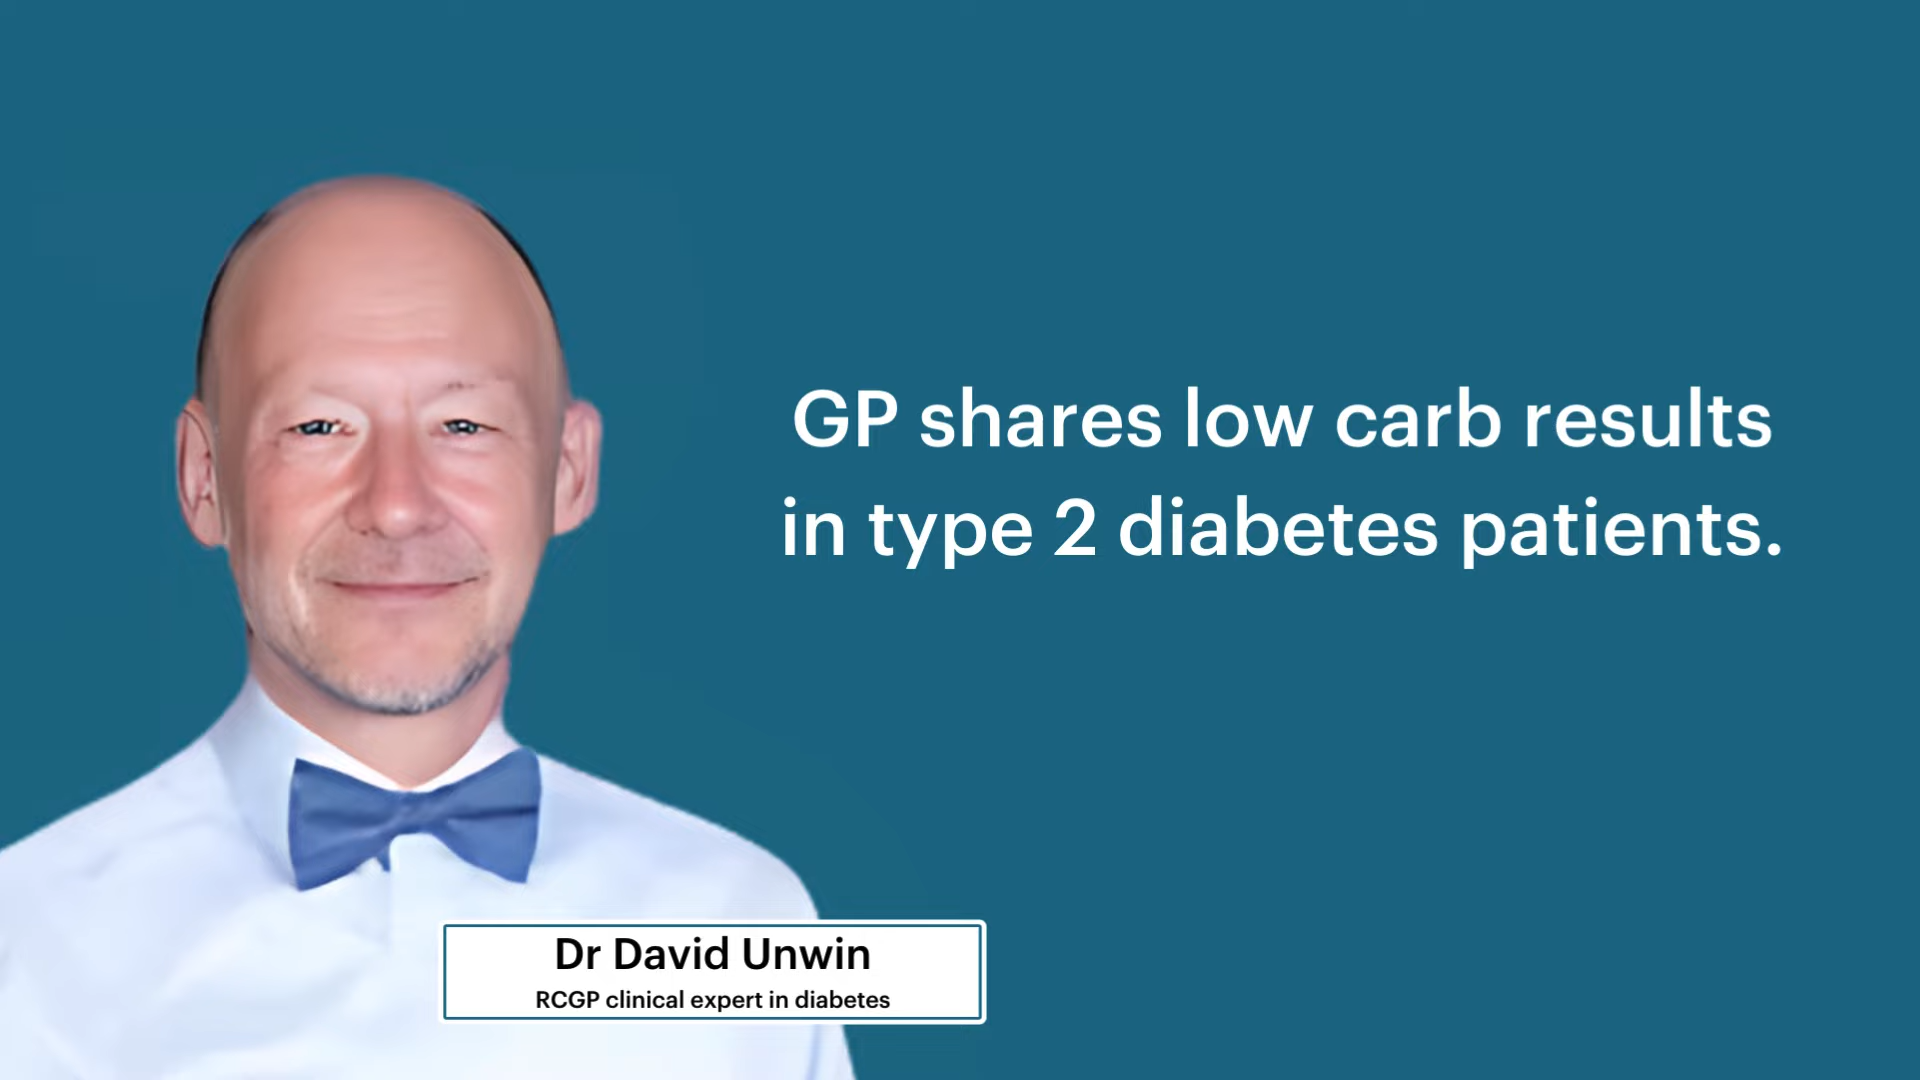 GP shares low carb results
in type 2 diabetes patients.
Dr David Unwin
RCGP clinical expert in diabetes